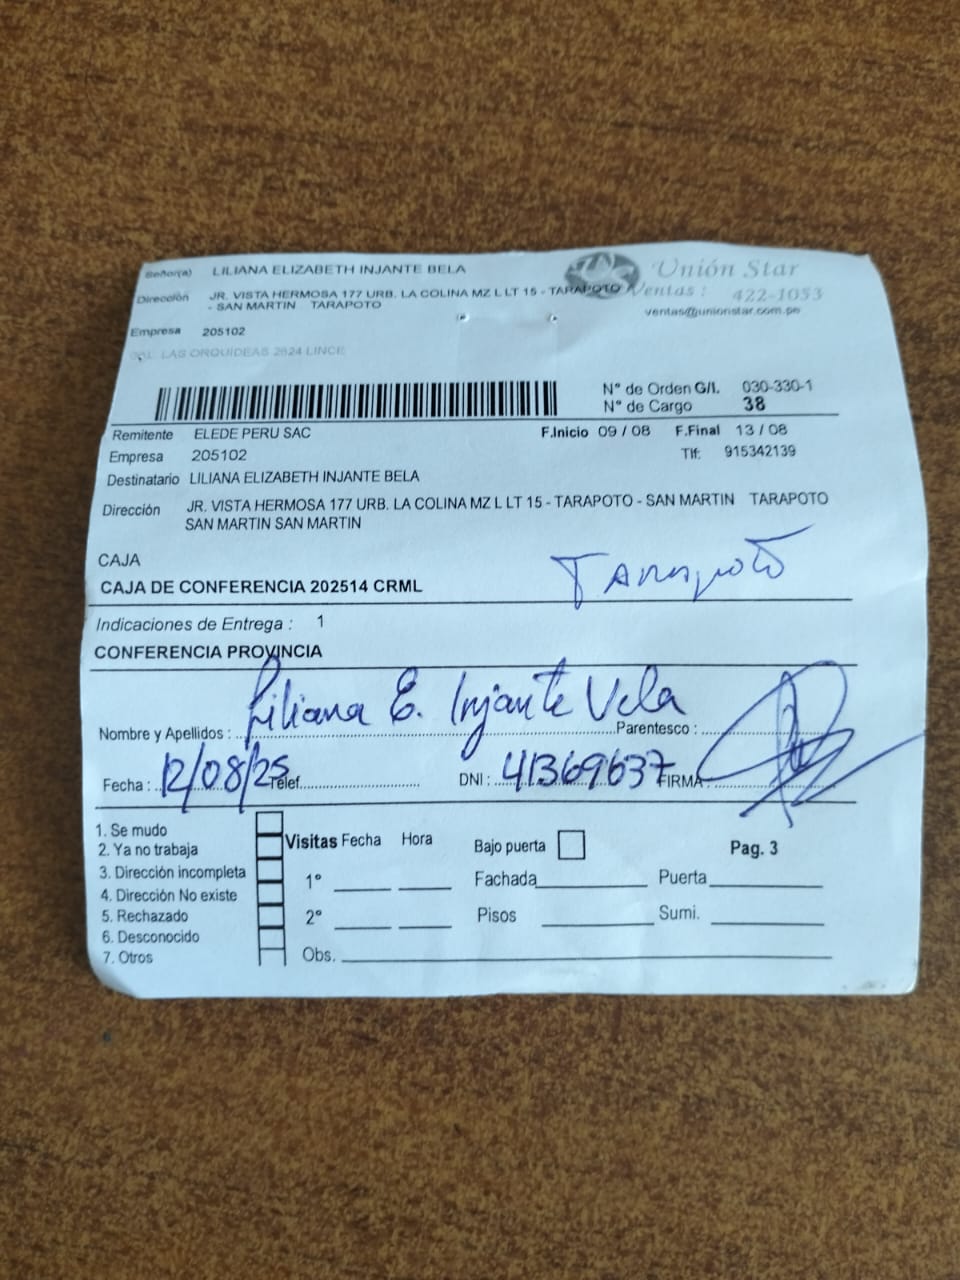 Señor(a) LILIANA ELIZABETH INJANTE BELA
Unión Star
Dirección JR. VISTA HERMOSA 177 URB. LA COLINA MZ L LT 15 - TARAPOTO
- SAN MARTIN TARAPOTO
Ventas : 422-1053
ventas@unionstar.com.pe
Empresa 205102
CAL. LAS ORQUIDEAS 2624 LINCE
N° de Orden G/I. 030-330-1
N° de Cargo 38
Remitente ELEDE PERU SAC F.Inicio 09 / 08 F.Final 13 / 08
Empresa 205102 Tlf: 915342139
Destinatario LILIANA ELIZABETH INJANTE BELA
Dirección JR. VISTA HERMOSA 177 URB. LA COLINA MZ L LT 15 - TARAPOTO - SAN MARTIN TARAPOTO
SAN MARTIN SAN MARTIN
CAJA
Tarapoto
CAJA DE CONFERENCIA 202514 CRML
Indicaciones de Entrega : 1
CONFERENCIA PROVINCIA
Nombre y Apellidos : Liliana E. Injante Vela Parentesco :
Fecha : 12/08/25 Telef. DNI : 41369637 FIRMA :
1. Se mudo
2. Ya no trabaja
3. Dirección incompleta
4. Dirección No existe
5. Rechazado
6. Desconocido
7. Otros
Visitas Fecha Hora
1°
2°
Obs.
Bajo puerta Pag. 3
Fachada Puerta
Pisos Sumi.